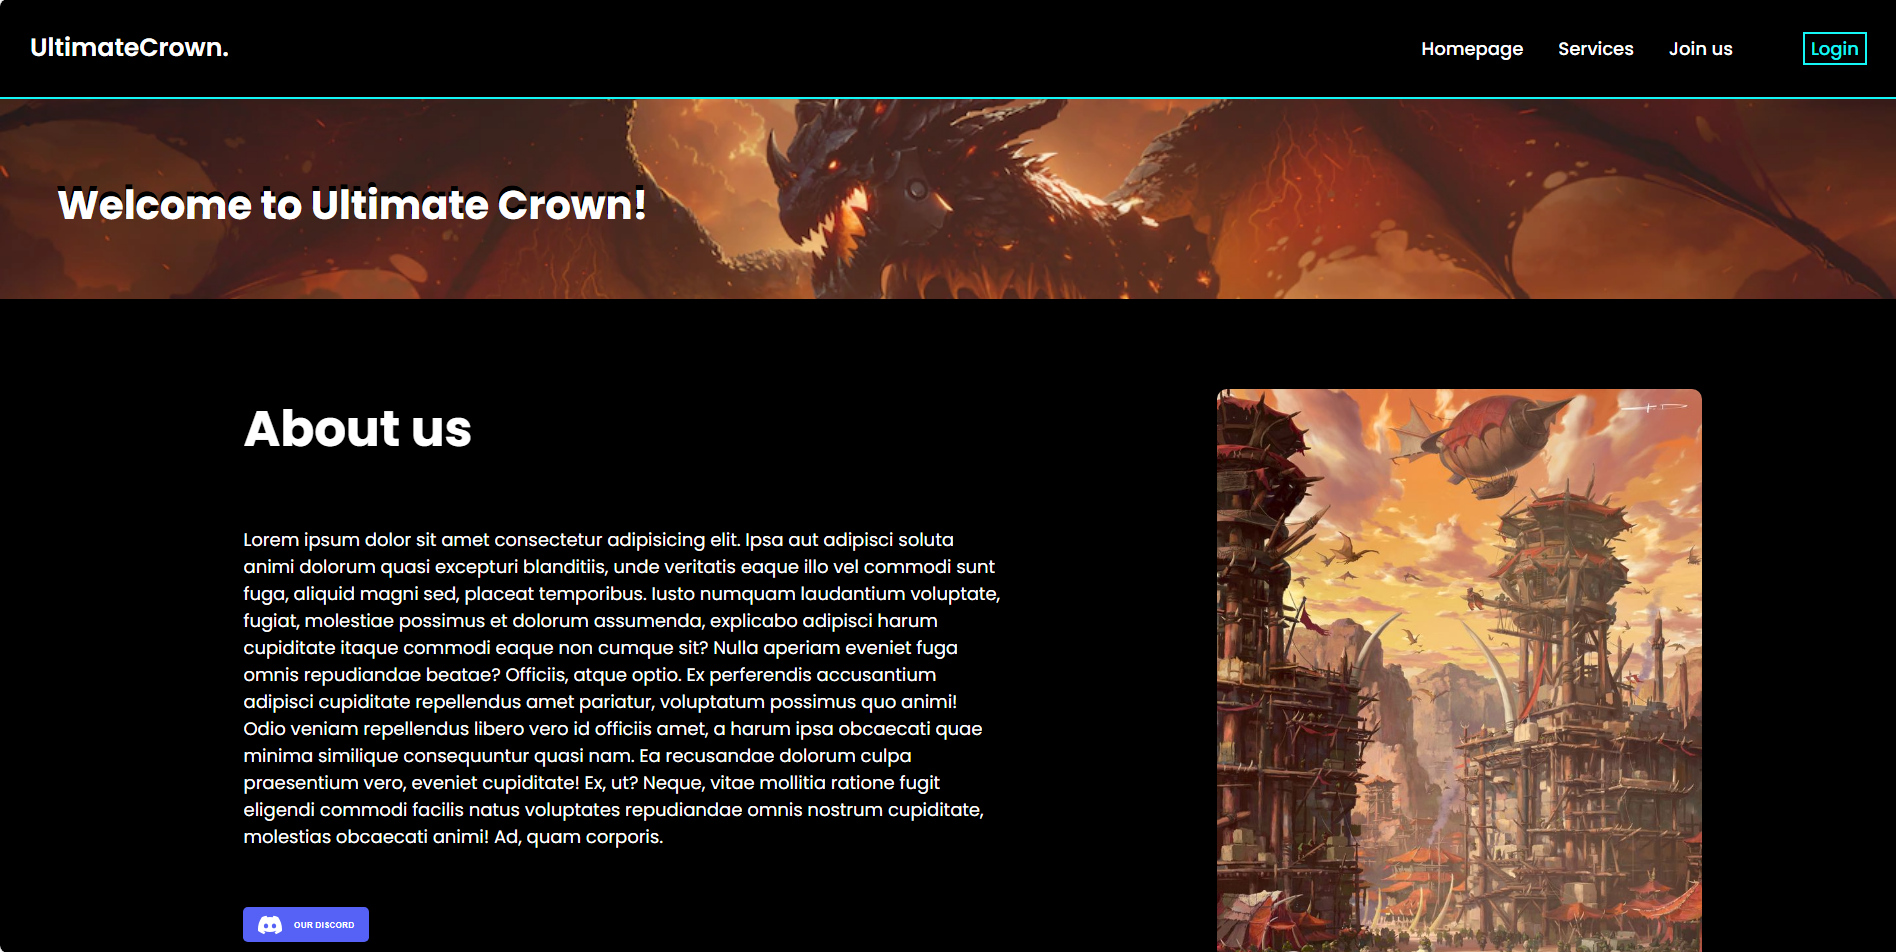 UltimateCrown.
Homepage Services Join us Login
Welcome to Ultimate Crown!
About us
Lorem ipsum dolor sit amet consectetur adipisicing elit. Ipsa aut adipisci soluta
animi dolorum quasi excepturi blanditiis, unde veritatis eaque illo vel commodi sunt
fuga, aliquid magni sed, placeat temporibus. Iusto numquam laudantium voluptate,
fugiat, molestiae possimus et dolorum assumenda, explicabo adipisci harum
cupiditate itaque commodi eaque non cumque sit? Nulla aperiam eveniet fuga
omnis repudiandae beatae? Officiis, atque optio. Ex perferendis accusantium
adipisci cupiditate repellendus amet pariatur, voluptatum possimus quo animi!
Odio veniam repellendus libero vero id officiis amet, a harum ipsa obcaecati quae
minima similique consequuntur quasi nam. Ea recusandae dolorum culpa
praesentium vero, eveniet cupiditate! Ex, ut? Neque, vitae mollitia ratione fugit
eligendi commodi facilis natus voluptates repudiandae omnis nostrum cupiditate,
molestias obcaecati animi! Ad, quam corporis.
OUR DISCORD